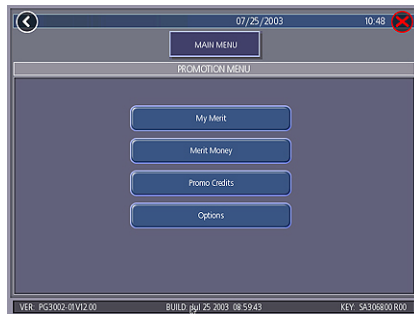 07/25/2003 10:48
MAIN MENU
PROMOTION MENU
My Merit
Merit Money
Promo Credits
Options
VER: PG3002-01V12.00 BUILD: Jul 25 2003 08:59:43 KEY: SA306800 R00